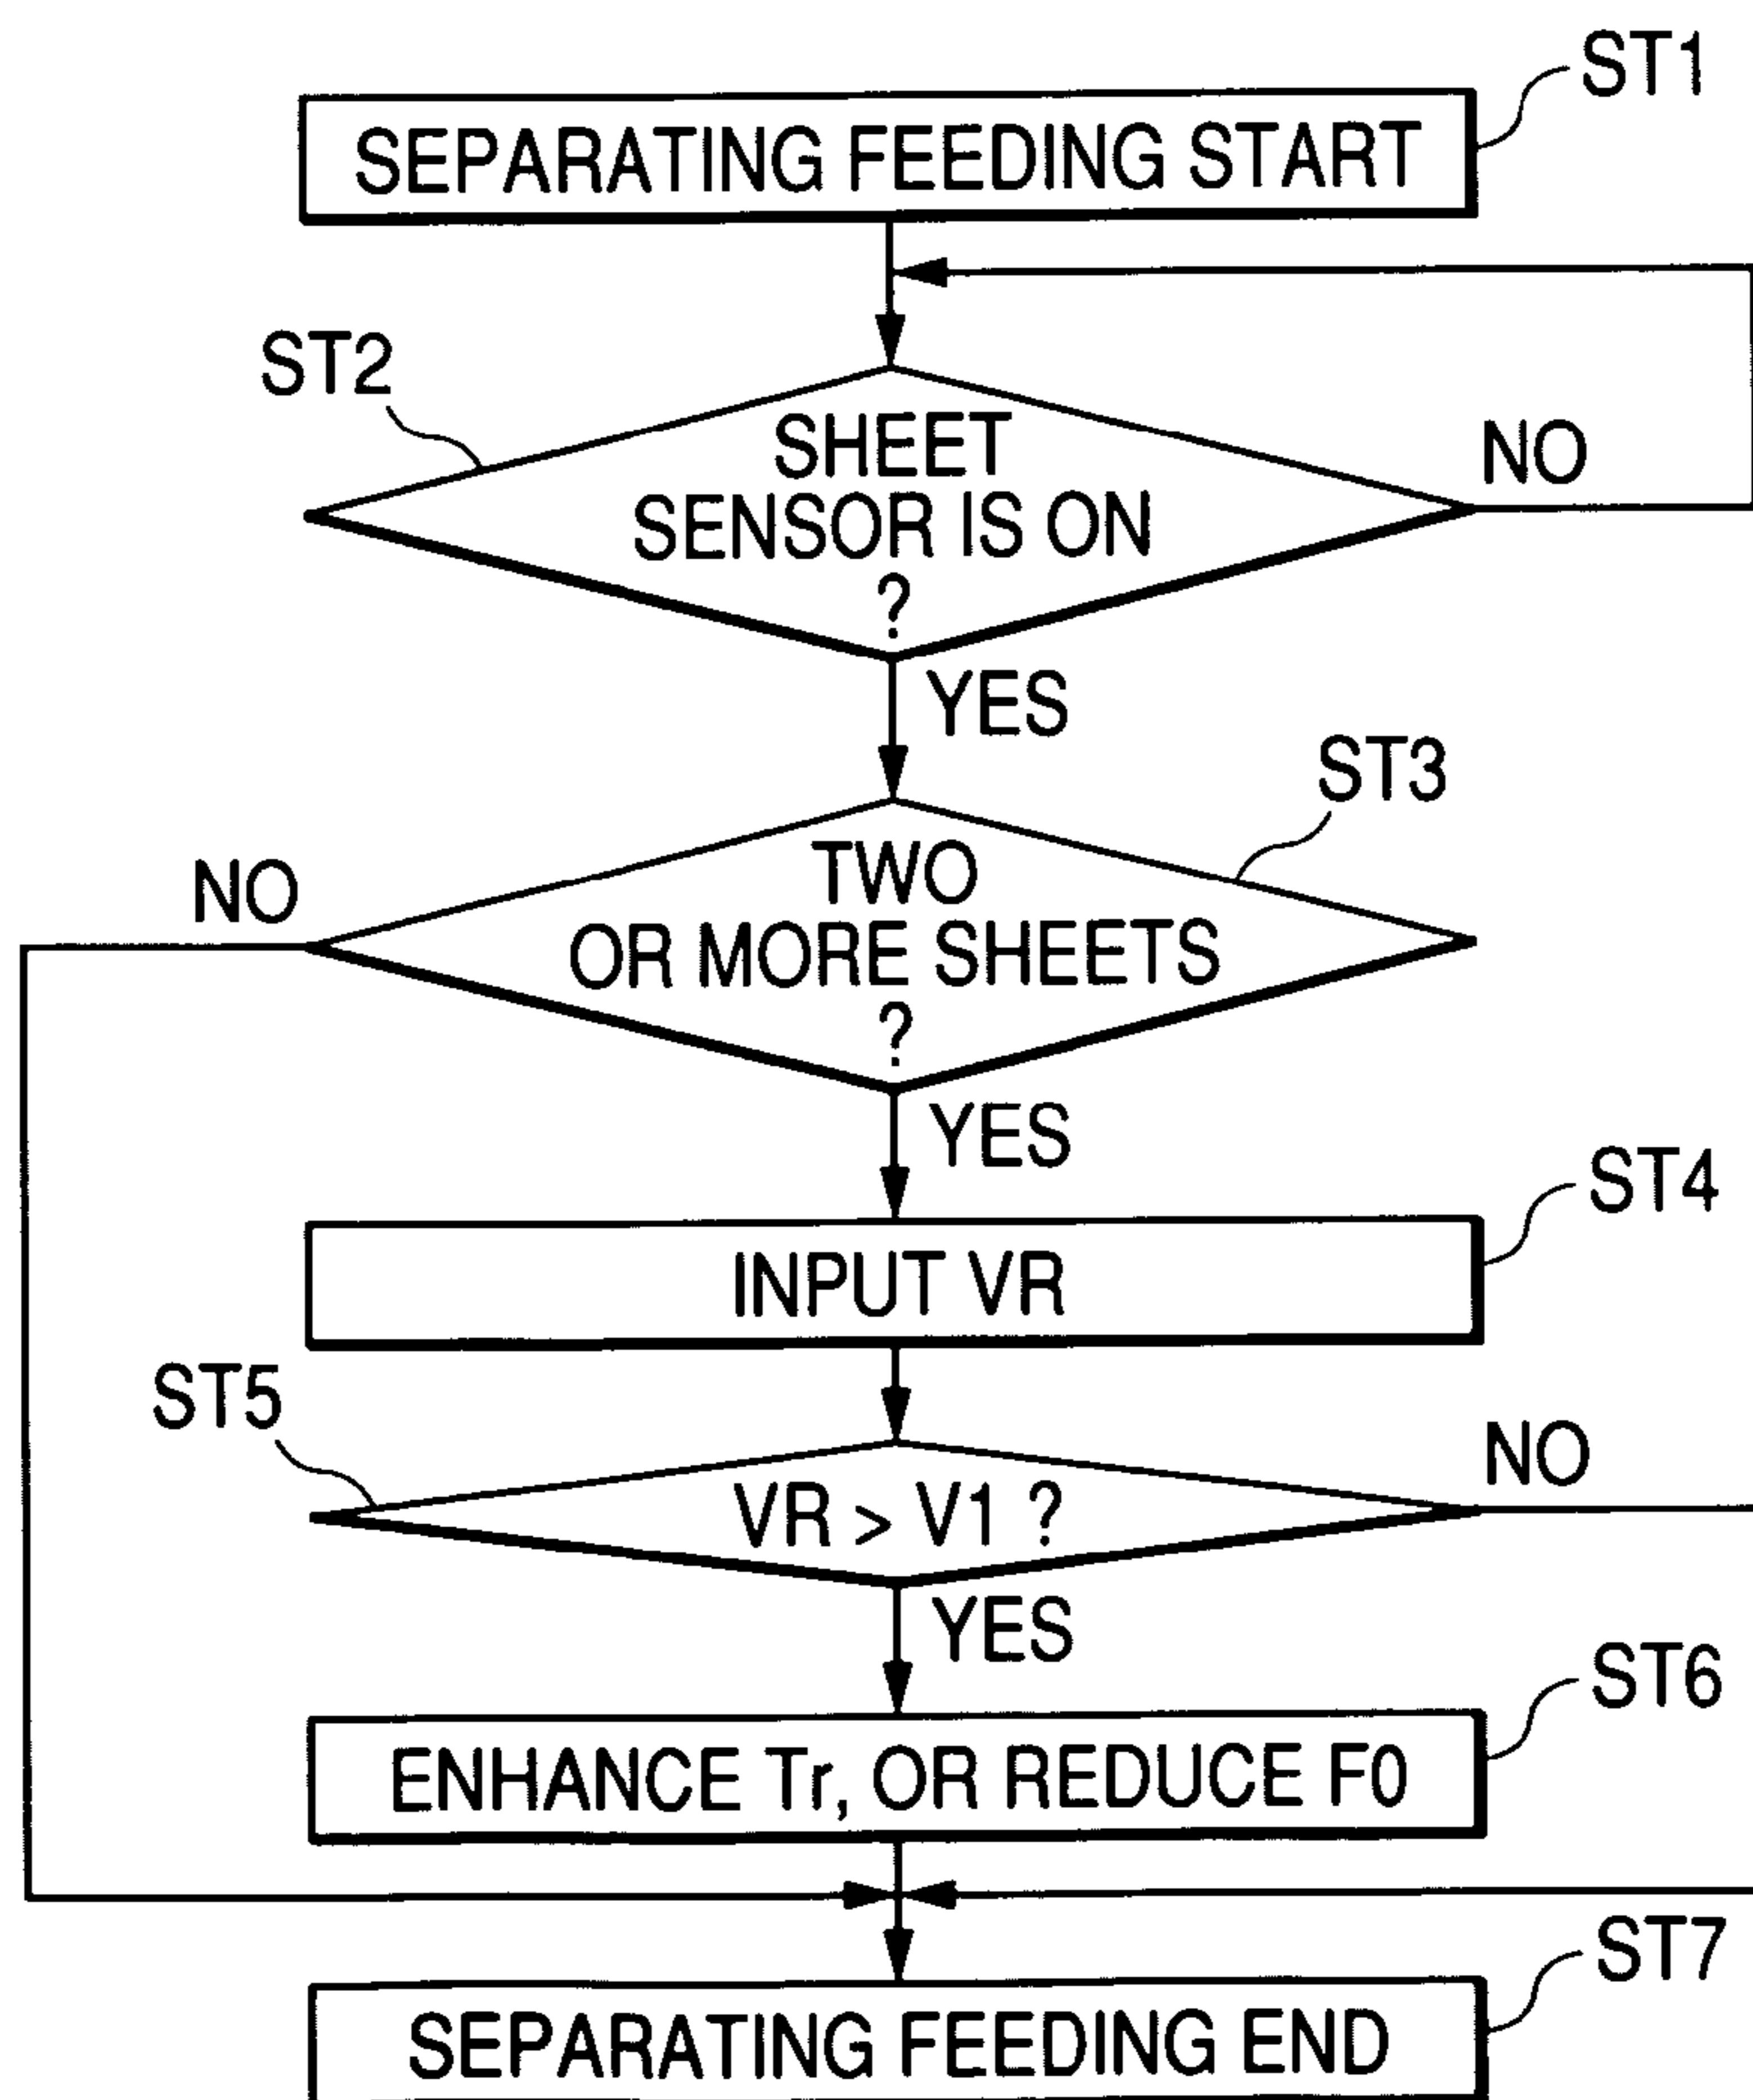 ST1
SEPARATING FEEDING START
ST2
SHEET
SENSOR IS ON
?
NO
YES
ST3
TWO
OR MORE SHEETS
?
NO
YES
ST4
INPUT VR
ST5
VR > V1 ?
NO
YES
ST6
ENHANCE Tr, OR REDUCE F0
ST7
SEPARATING FEEDING END